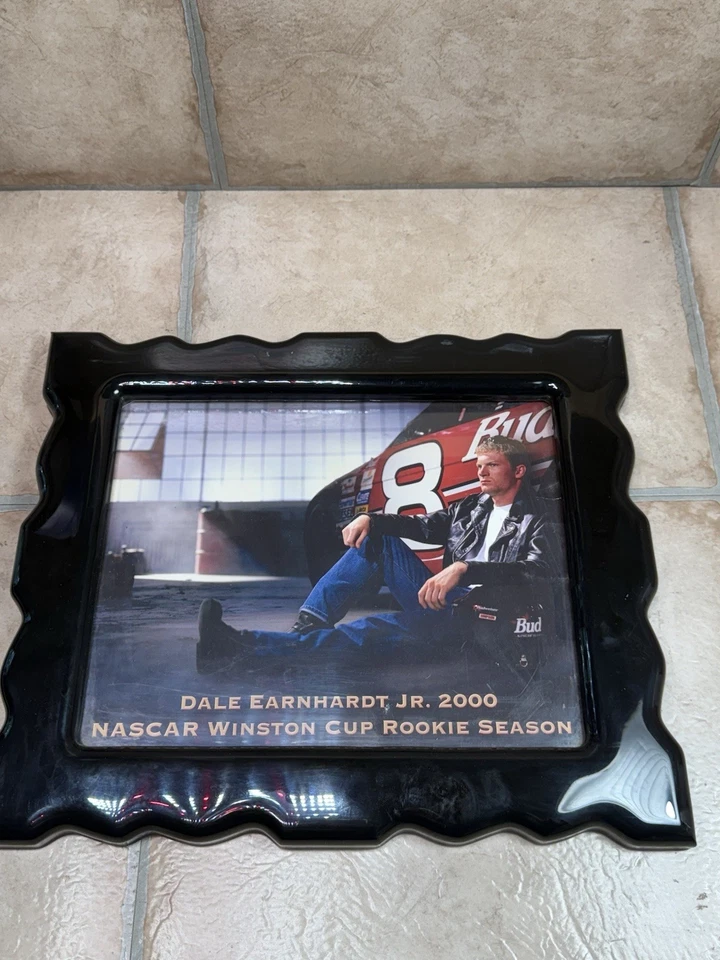 Bud
8
Bud
DALE EARNHARDT JR. 2000
NASCAR WINSTON CUP ROOKIE SEASON